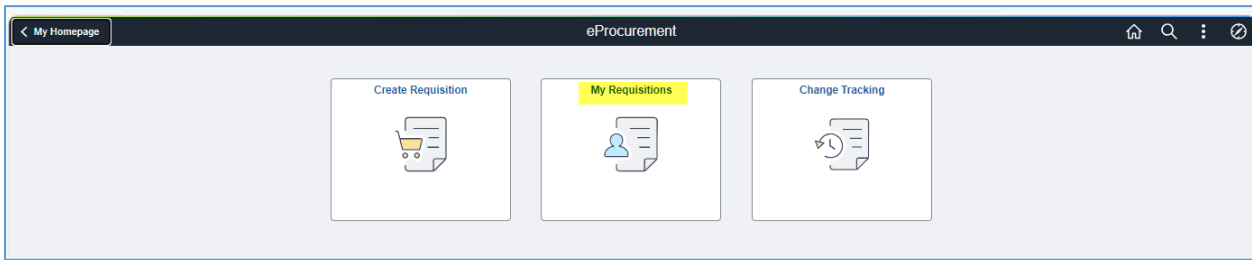 My Homepage
eProcurement
Create Requisition
My Requisitions
Change Tracking